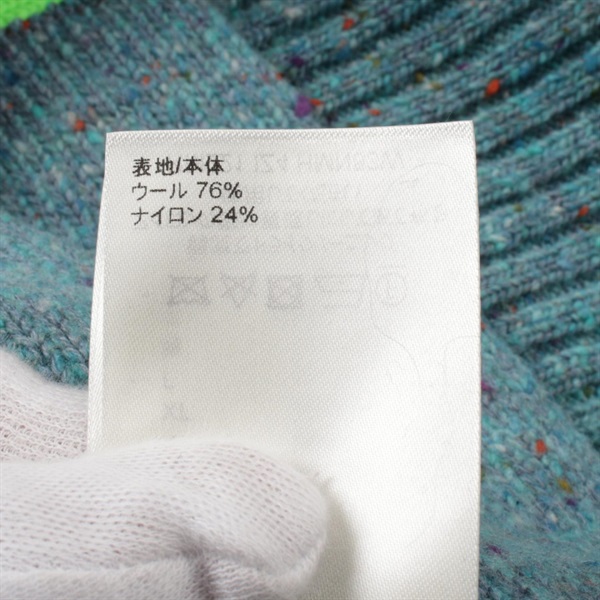 表地/本体
ウール 76%
ナイロン 24%